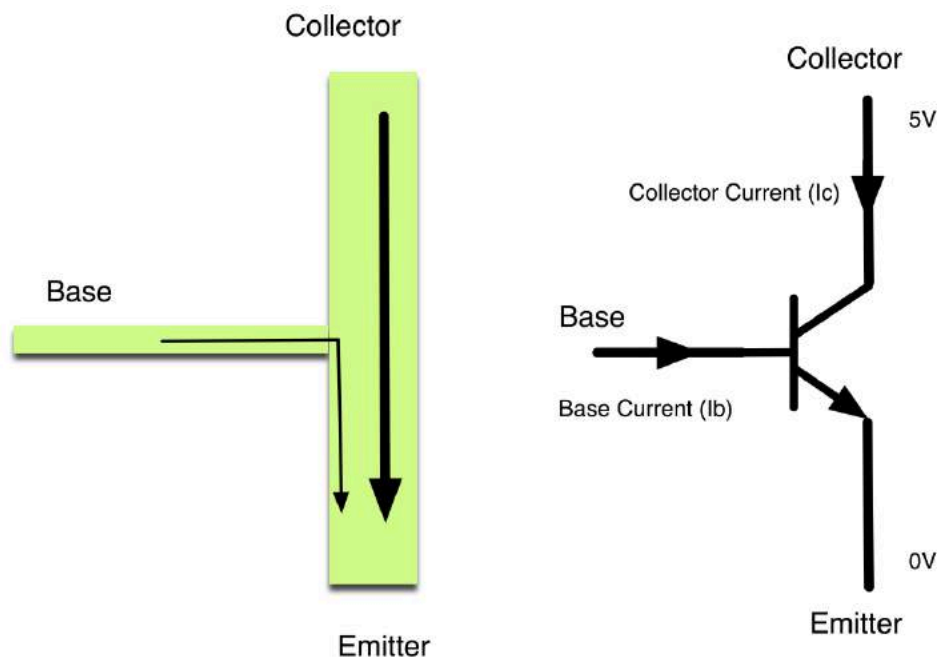 Collector
Base
Emitter
Collector
5V
Collector Current (Ic)
Base
Base Current (Ib)
0V
Emitter